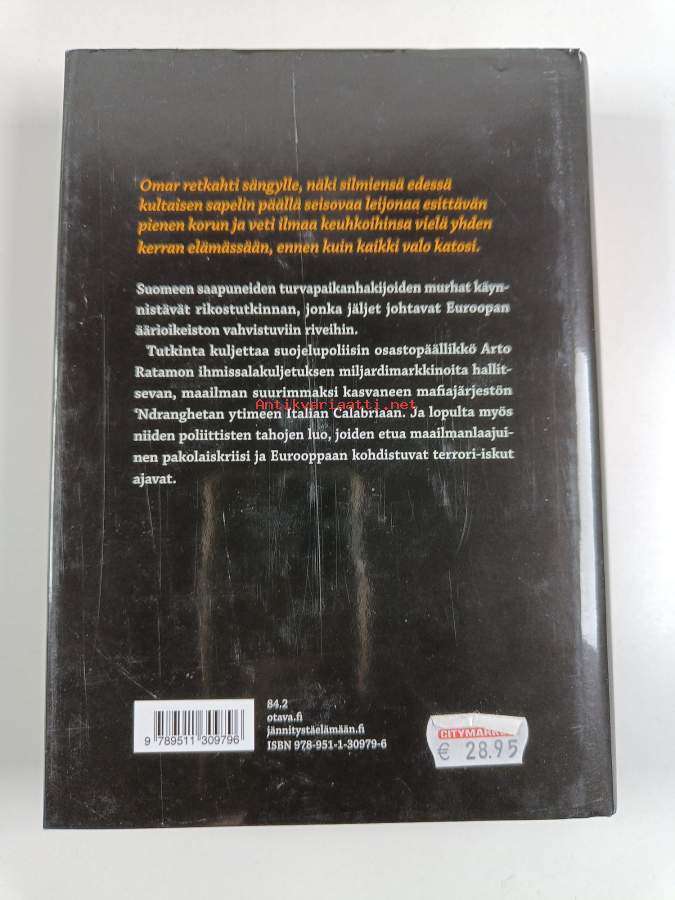 Omar retkahti sängylle, näki silmiensä edessä
kultaisen sapelin päällä seisovaa leijonaa esittävän
pienen korun ja veti ilmaa keuhkoihinsa vielä yhden
kerran elämässään, ennen kuin kaikki valo katosi.
Suomeen saapuneiden turvapaikanhakijoiden murhat käyn-
nistävät rikostutkinnan, jonka jäljet johtavat Euroopan
äärioikeiston vahvistuviin riveihin.
Tutkinta kuljettaa suojelupoliisin osastopäällikkö Arto
Ratamon ihmissalakuljetuksen miljardimarkkinoita hallit-
sevan, maailman suurimmaksi kasvaneen mafiajärjestön
Antikvariaatti.net
'Ndranghetan ytimeen Italian Calabriaan. Ja lopulta myös
niiden poliittisten tahojen luo, joiden etua maailmanlaajui-
nen pakolaiskriisi ja Eurooppaan kohdistuvat terrori-iskut
ajavat.
84.2
otava.fi
jännitystäelämään.fi
ISBN 978-951-1-30979-6
9 789511 309796
CITYMARKET
€ 28.95